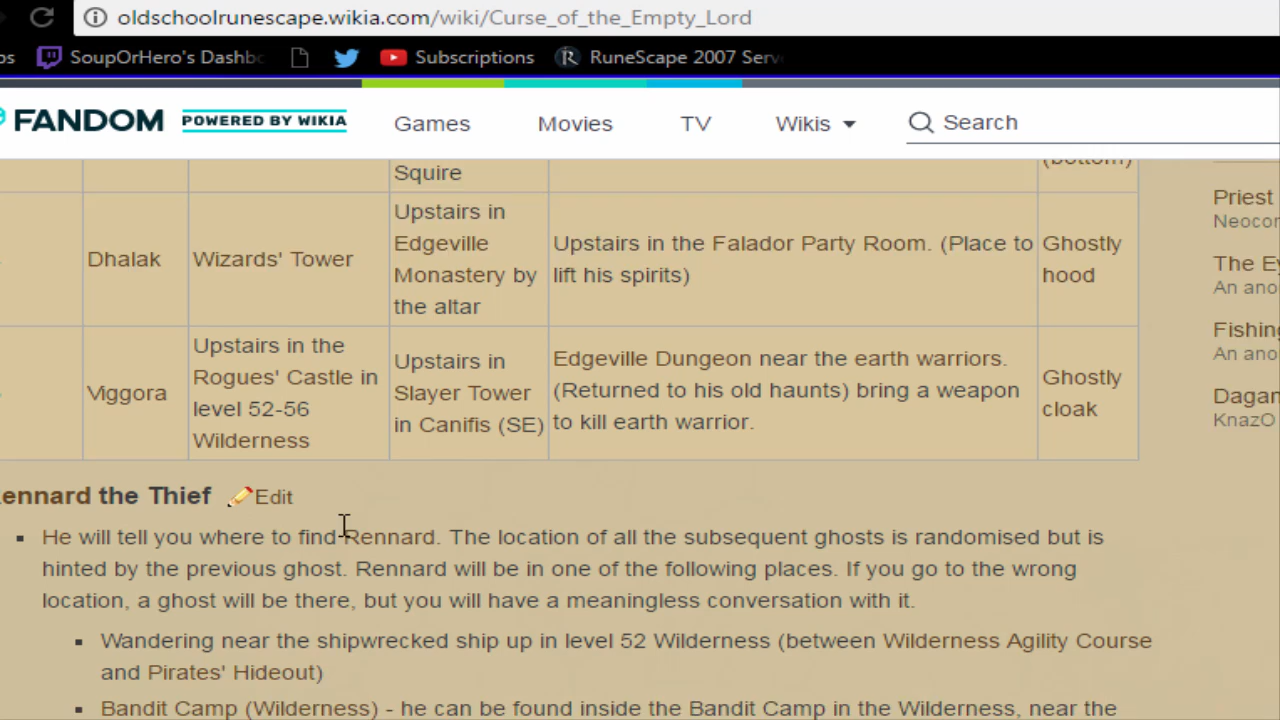 oldschoolrunescape.wikia.com/wiki/Curse_of_the_Empty_Lord
ps SoupOrHero's Dashbo Subscriptions RuneScape 2007 Serv
FANDOM POWERED BY WIKIA Games Movies TV Wikis Search
Squire
(bottom)
Dhalak
Wizards' Tower
Upstairs in
Edgeville
Monastery by
the altar
Upstairs in the Falador Party Room. (Place to
lift his spirits)
Ghostly
hood
Viggora
Upstairs in the
Rogues' Castle in
level 52-56
Wilderness
Upstairs in
Slayer Tower
in Canifis (SE)
Edgeville Dungeon near the earth warriors.
(Returned to his old haunts) bring a weapon
to kill earth warrior.
Ghostly
cloak
Priest
Neocor
The Ey
An ano
Fishing
An ano
Dagan
KnazO
ennard the Thief Edit
He will tell you where to find Rennard. The location of all the subsequent ghosts is randomised but is
hinted by the previous ghost. Rennard will be in one of the following places. If you go to the wrong
location, a ghost will be there, but you will have a meaningless conversation with it.
Wandering near the shipwrecked ship up in level 52 Wilderness (between Wilderness Agility Course
and Pirates' Hideout)
Bandit Camp (Wilderness) - he can be found inside the Bandit Camp in the Wilderness, near the